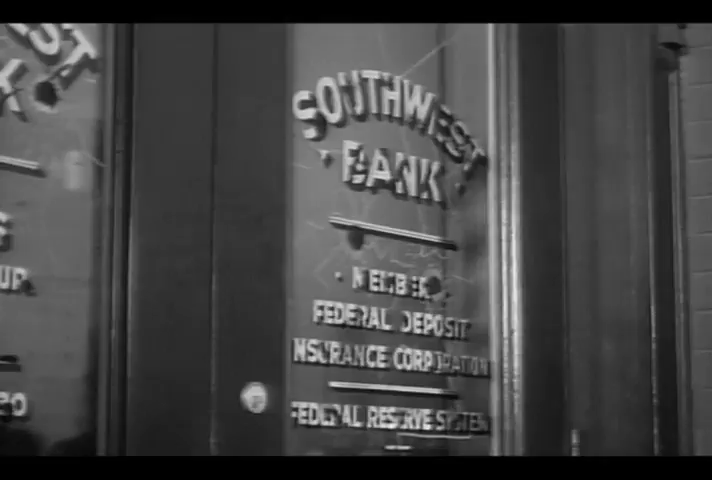 SOUTHWEST
BANK
MEMBER
FEDERAL DEPOSIT
INSURANCE CORPORATION
FEDERAL RESERVE SYSTEM